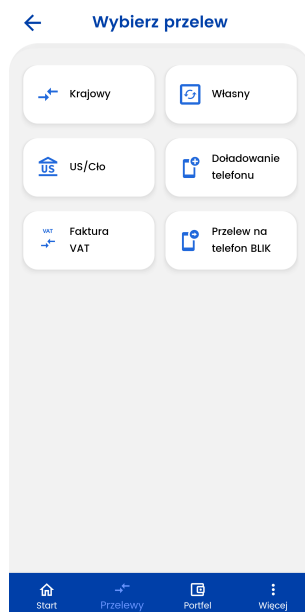 Wybierz przelew
Krajowy
Własny
US
US/Cło
Doładowanie
telefonu
VAT
Faktura
VAT
Przelew na
telefon BLIK
Start
Przelewy
Portfel
Więcej